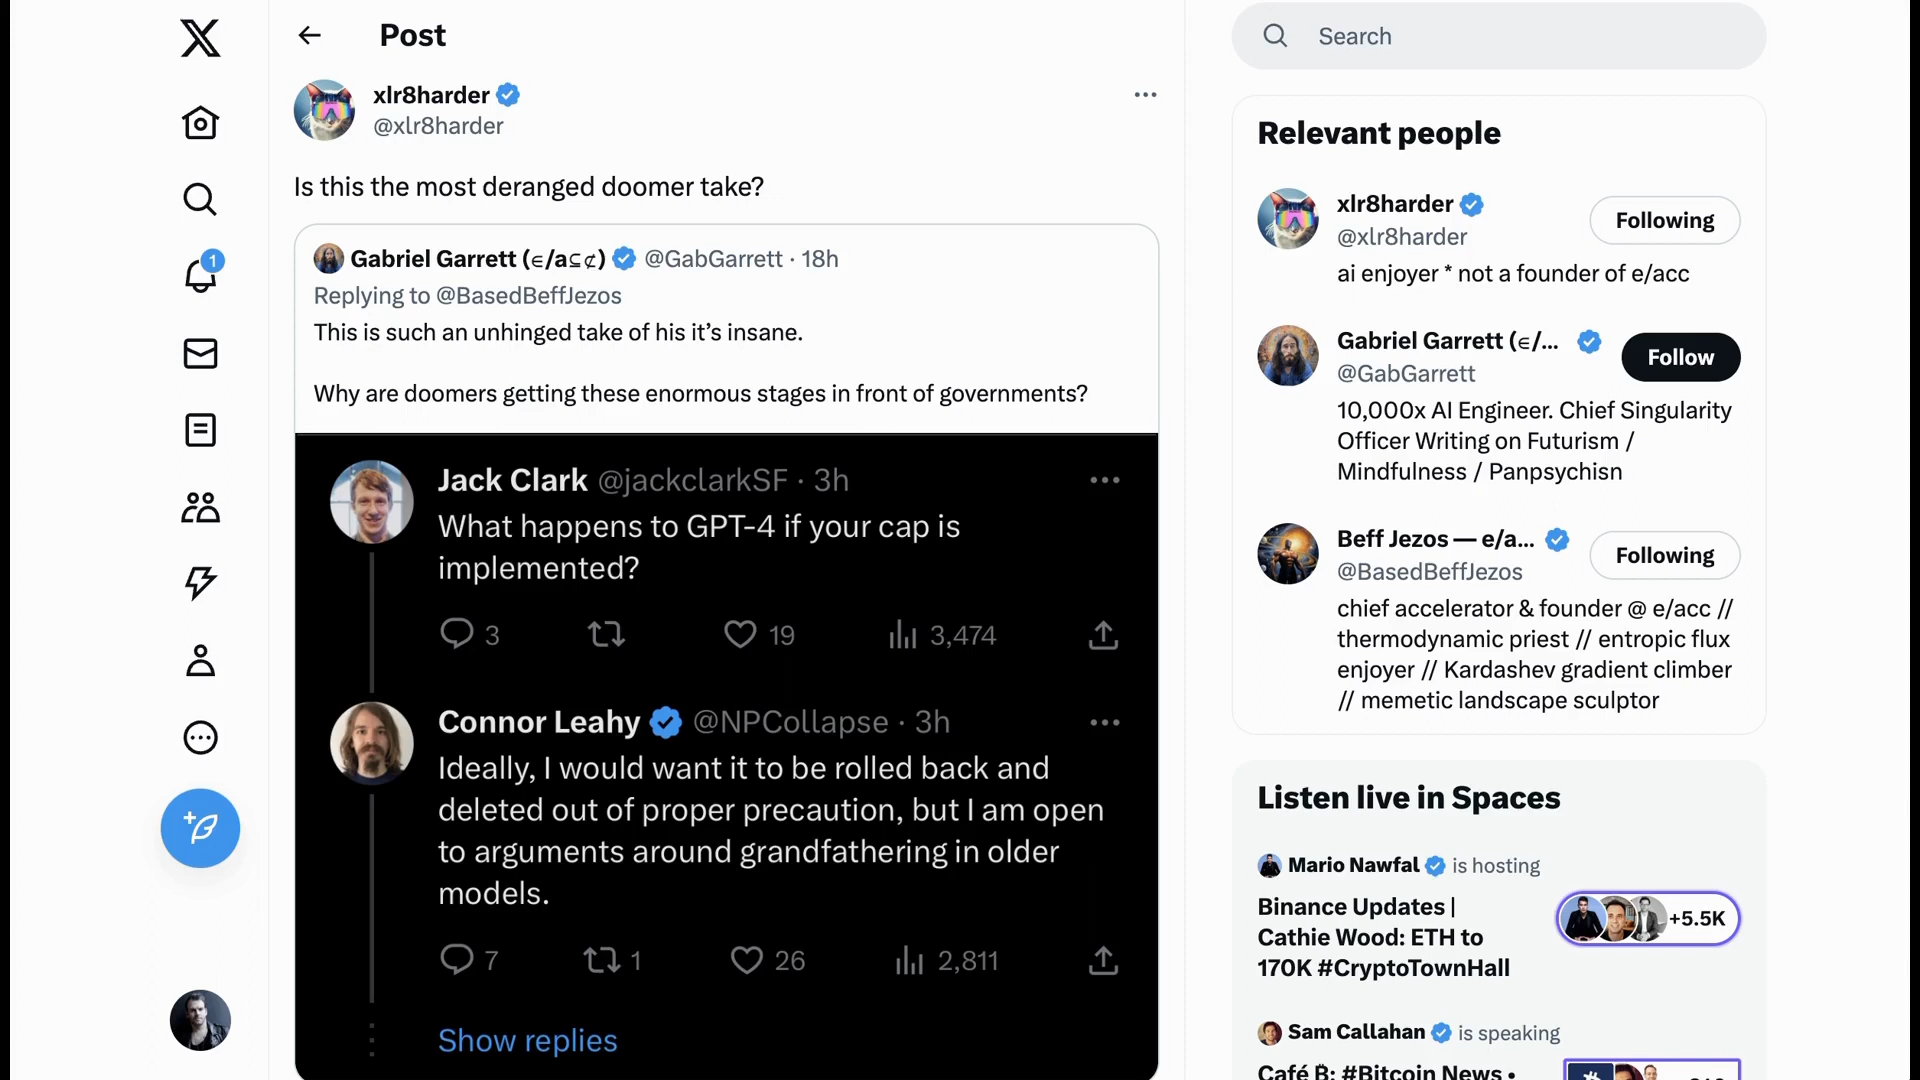 Post
xlr8harder
@xlr8harder
Is this the most deranged doomer take?
Gabriel Garrett (∈/a⊆⊄) @GabGarrett · 18h
Replying to @BasedBeffJezos
This is such an unhinged take of his it’s insane.
Why are doomers getting these enormous stages in front of governments?
Jack Clark @jackclarkSF · 3h
What happens to GPT-4 if your cap is
implemented?
3 19 3,474
Connor Leahy @NPCollapse · 3h
Ideally, I would want it to be rolled back and
deleted out of proper precaution, but I am open
to arguments around grandfathering in older
models.
7 1 26 2,811
Show replies
1
Search
Relevant people
xlr8harder
@xlr8harder
Following
ai enjoyer * not a founder of e/acc
Gabriel Garrett (∈/...
@GabGarrett
Follow
10,000x AI Engineer. Chief Singularity
Officer Writing on Futurism /
Mindfulness / Panpsychisn
Beff Jezos — e/a...
@BasedBeffJezos
Following
chief accelerator & founder @ e/acc //
thermodynamic priest // entropic flux
enjoyer // Kardashev gradient climber
// memetic landscape sculptor
Listen live in Spaces
Mario Nawfal is hosting
Binance Updates |
Cathie Wood: ETH to
170K #CryptoTownHall
+5.5K
Sam Callahan is speaking
Café ₿: #Bitcoin News •